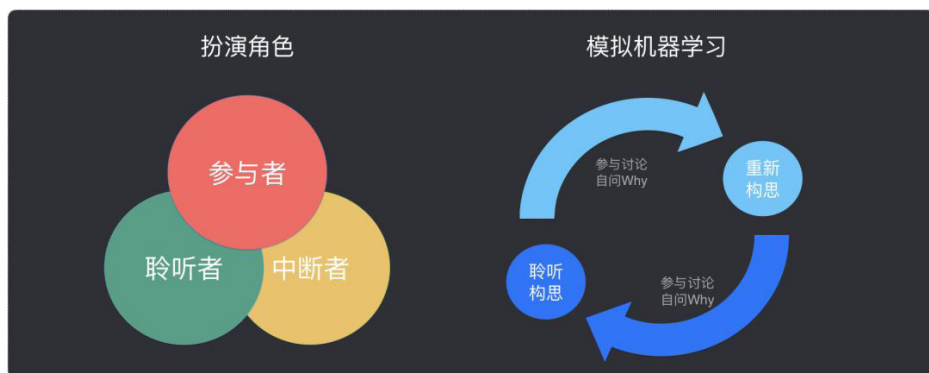 扮演角色
模拟机器学习
参与者
聆听者
中断者
参与讨论
自问Why
重新
构思
聆听
构思
参与讨论
自问Why